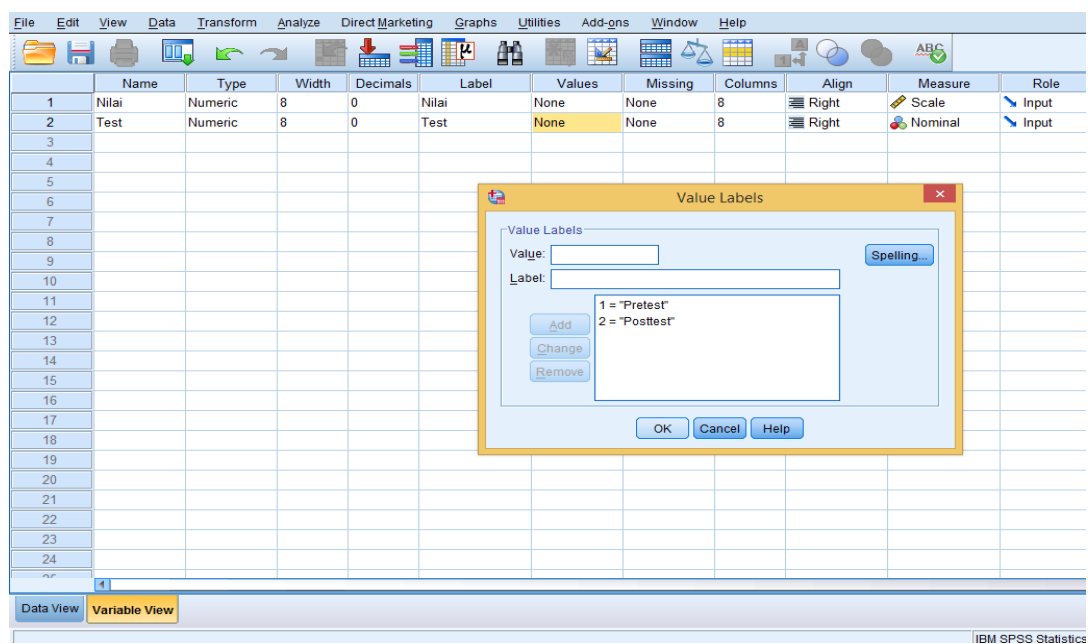 File Edit View Data Transform Analyze Direct Marketing Graphs Utilities Add-ons Window Help
Name Type Width Decimals Label Values Missing Columns Align Measure Role
1 Nilai Numeric 8 0 Nilai None None 8 Right Scale Input
2 Test Numeric 8 0 Test None None 8 Right Nominal Input
3
4
5
6
7
8
9
10
11
12
13
14
15
16
17
18
19
20
21
22
23
24
25
Value Labels
Value Labels
Value:
Spelling...
Label:
1 = "Pretest"
2 = "Posttest"
Add
Change
Remove
OK Cancel Help
Data View Variable View
IBM SPSS Statistics